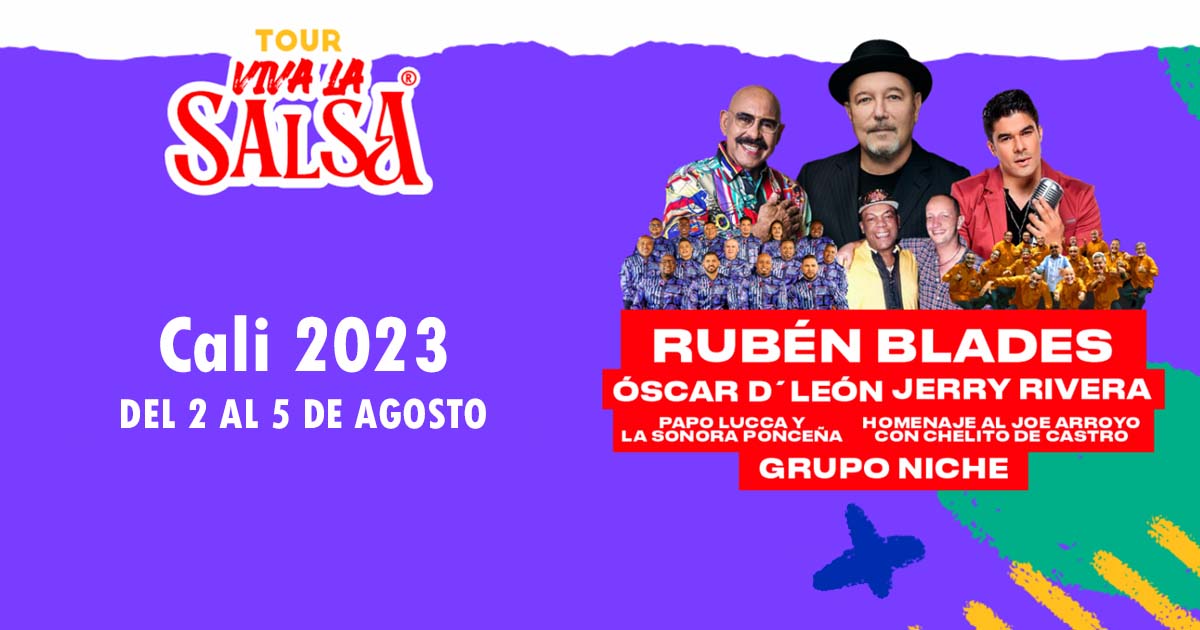 TOUR
VIVA LA
SALSA®
Cali 2023
DEL 2 AL 5 DE AGOSTO
RUBÉN BLADES
ÓSCAR D´LEÓN JERRY RIVERA
PAPO LUCCA Y
LA SONORA PONCEÑA
HOMENAJE AL JOE ARROYO
CON CHELITO DE CASTRO
GRUPO NICHE